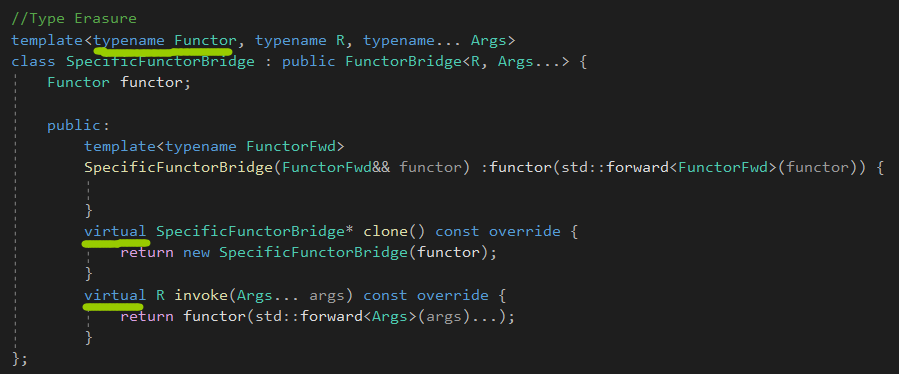 //Type Erasure
template<typename Functor, typename R, typename... Args>
class SpecificFunctorBridge : public FunctorBridge<R, Args...> {
Functor functor;
public:
template<typename FunctorFwd>
SpecificFunctorBridge(FunctorFwd&& functor) :functor(std::forward<FunctorFwd>(functor)) {
}
virtual SpecificFunctorBridge* clone() const override {
return new SpecificFunctorBridge(functor);
}
virtual R invoke(Args... args) const override {
return functor(std::forward<Args>(args)...);
}
};